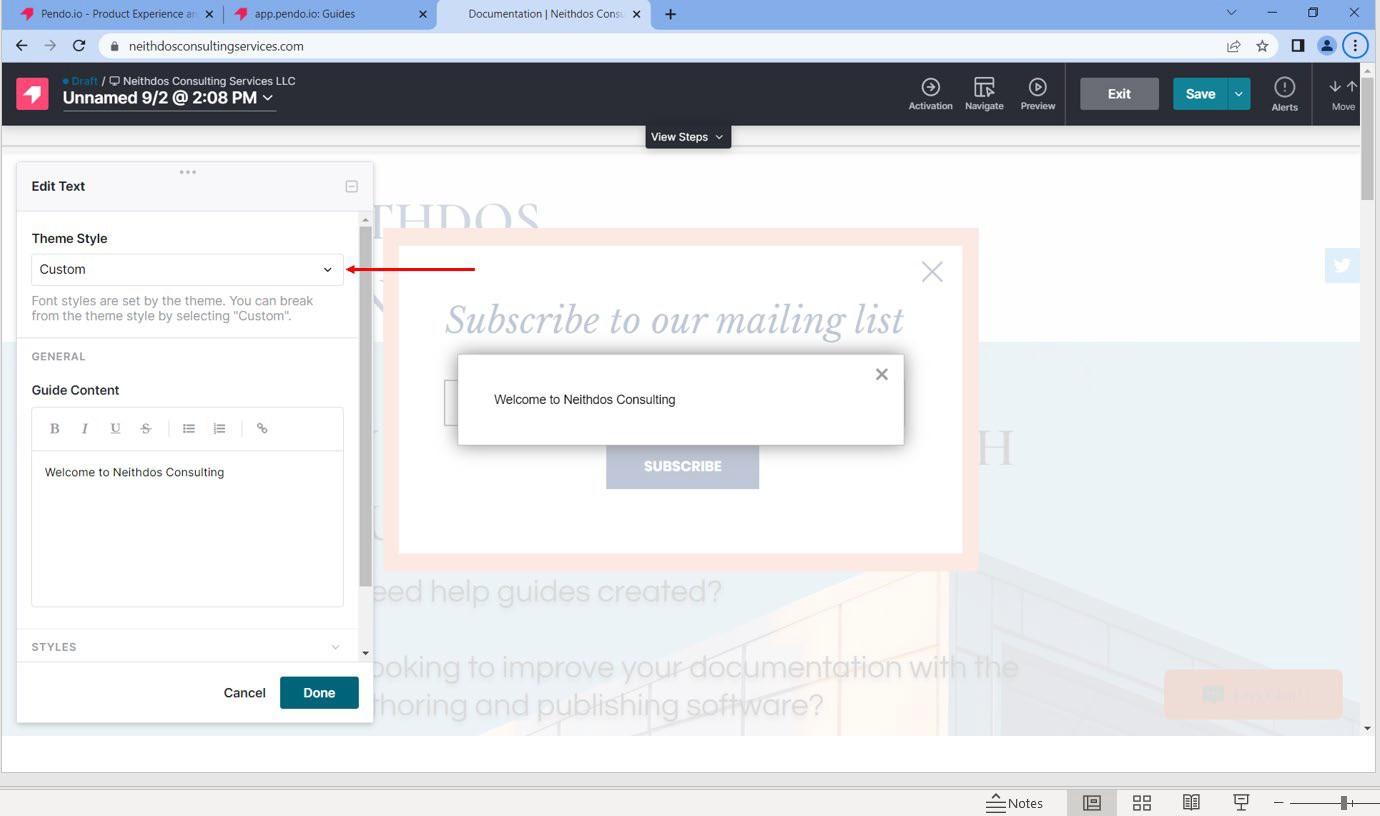 Pendo.io - Product Experience an
app.pendo.io: Guides
Documentation | Neithdos Consu
neithdosconsultingservices.com
Draft / Neithdos Consulting Services LLC
Unnamed 9/2 @ 2:08 PM
Activation
Navigate
Preview
Exit
Save
Alerts
Move
View Steps
Edit Text
Theme Style
Custom
Font styles are set by the theme. You can break
from the theme style by selecting "Custom".
GENERAL
Guide Content
B I U S
Welcome to Neithdos Consulting
STYLES
Cancel
Done
THDOS
Subscribe to our mailing list
Welcome to Neithdos Consulting
SUBSCRIBE
H
eed help guides created?
ooking to improve your documentation with the
thoring and publishing software?
Notes